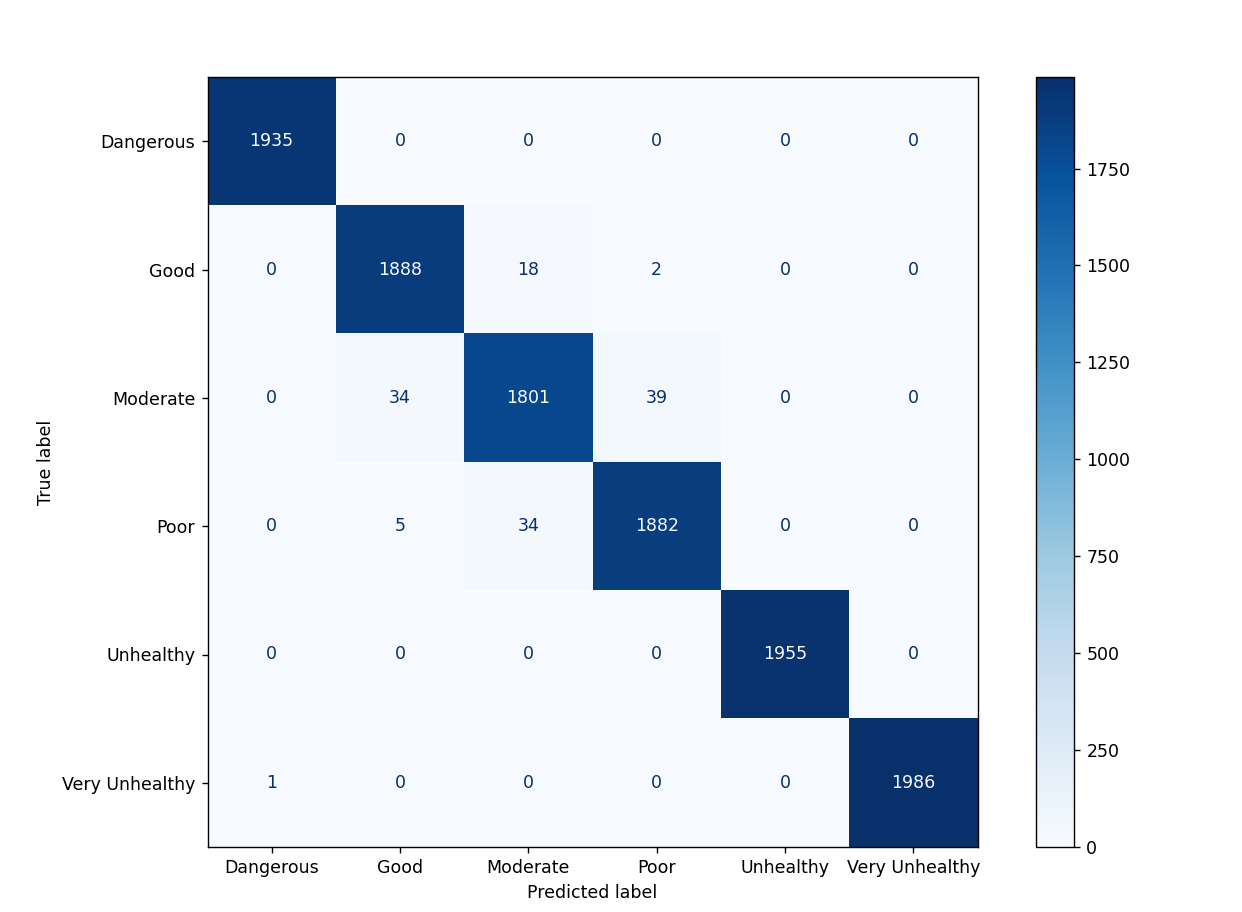 Dangerous 1935 0 0 0 0 0
Good 0 1888 18 2 0 0
Moderate 0 34 1801 39 0 0
Poor 0 5 34 1882 0 0
Unhealthy 0 0 0 0 1955 0
Very Unhealthy 1 0 0 0 0 1986
Dangerous Good Moderate Poor Unhealthy Very Unhealthy
Predicted label
True label
1750
1500
1250
1000
750
500
250
0